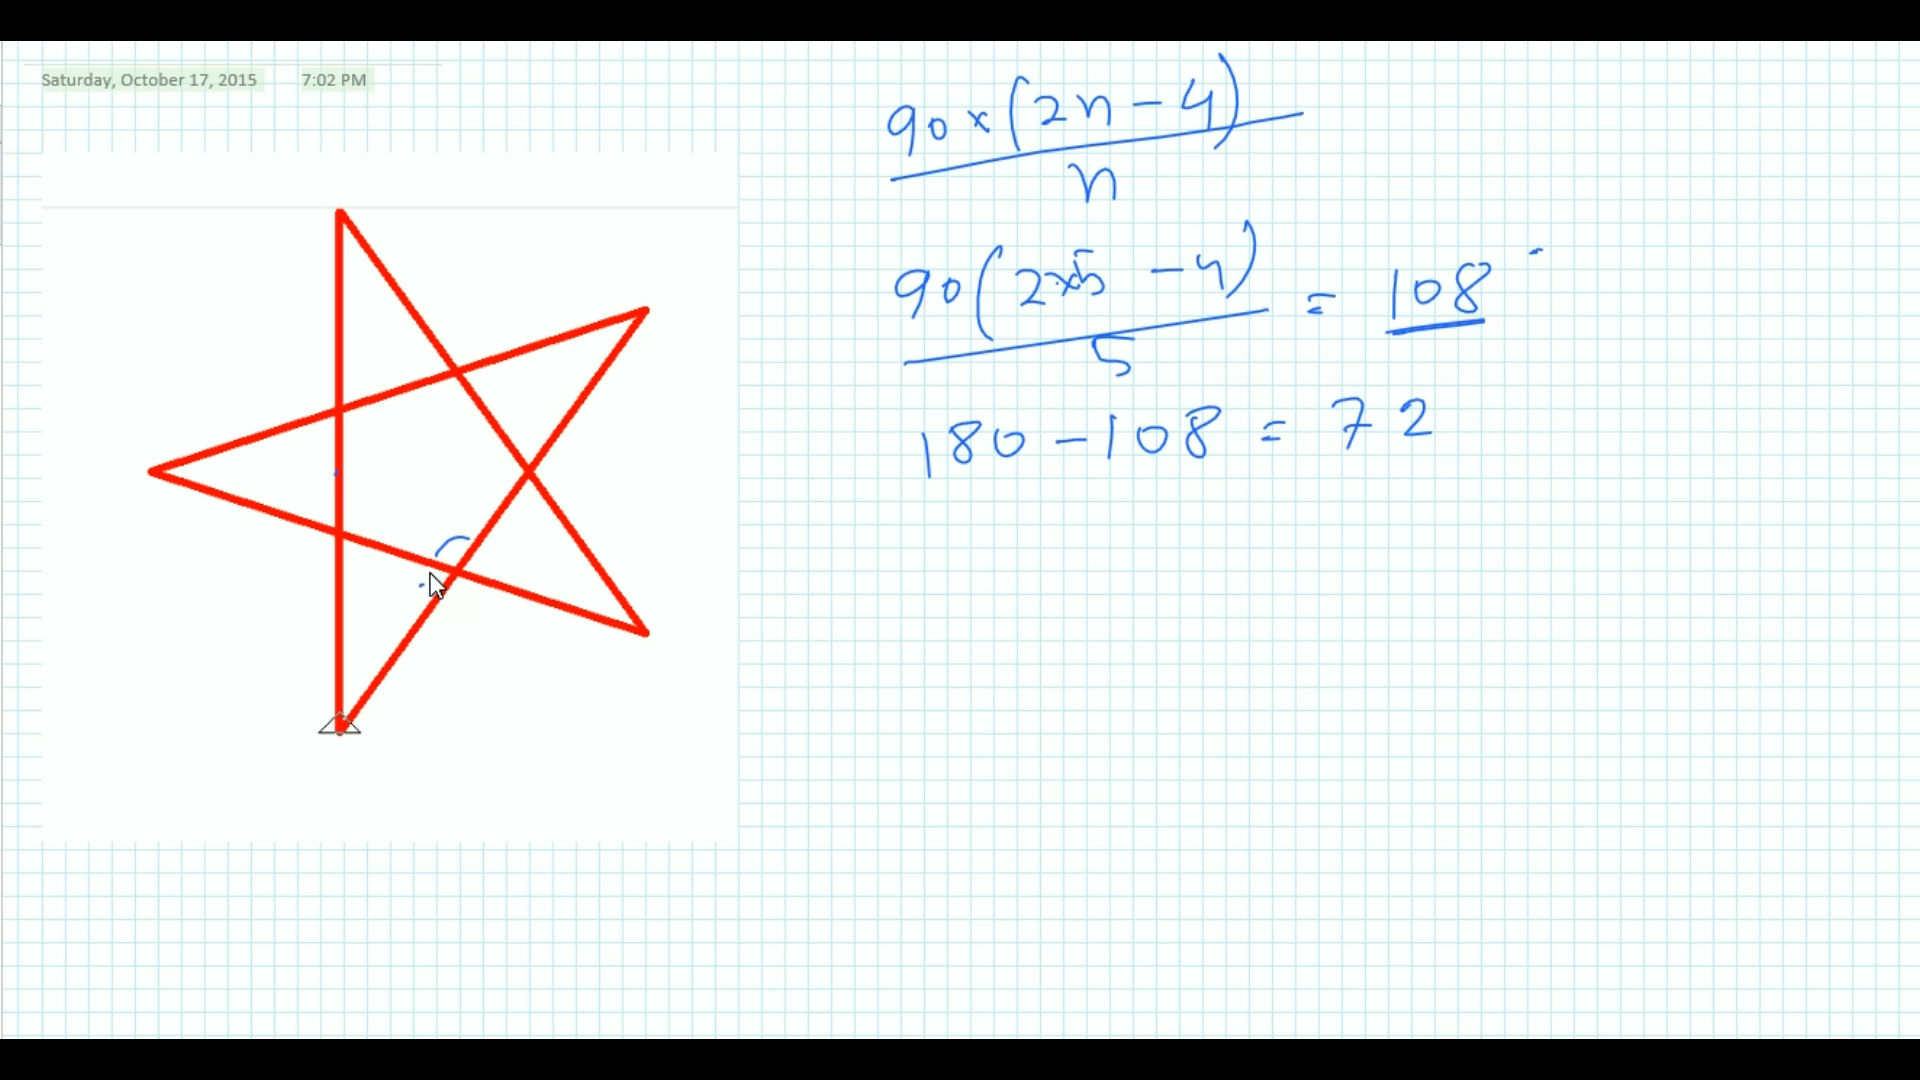 Saturday, October 17, 2015 7:02 PM
90 × (2n - 4)
n
90 (2×5 - 4)
5
= 108°
180 - 108 = 72